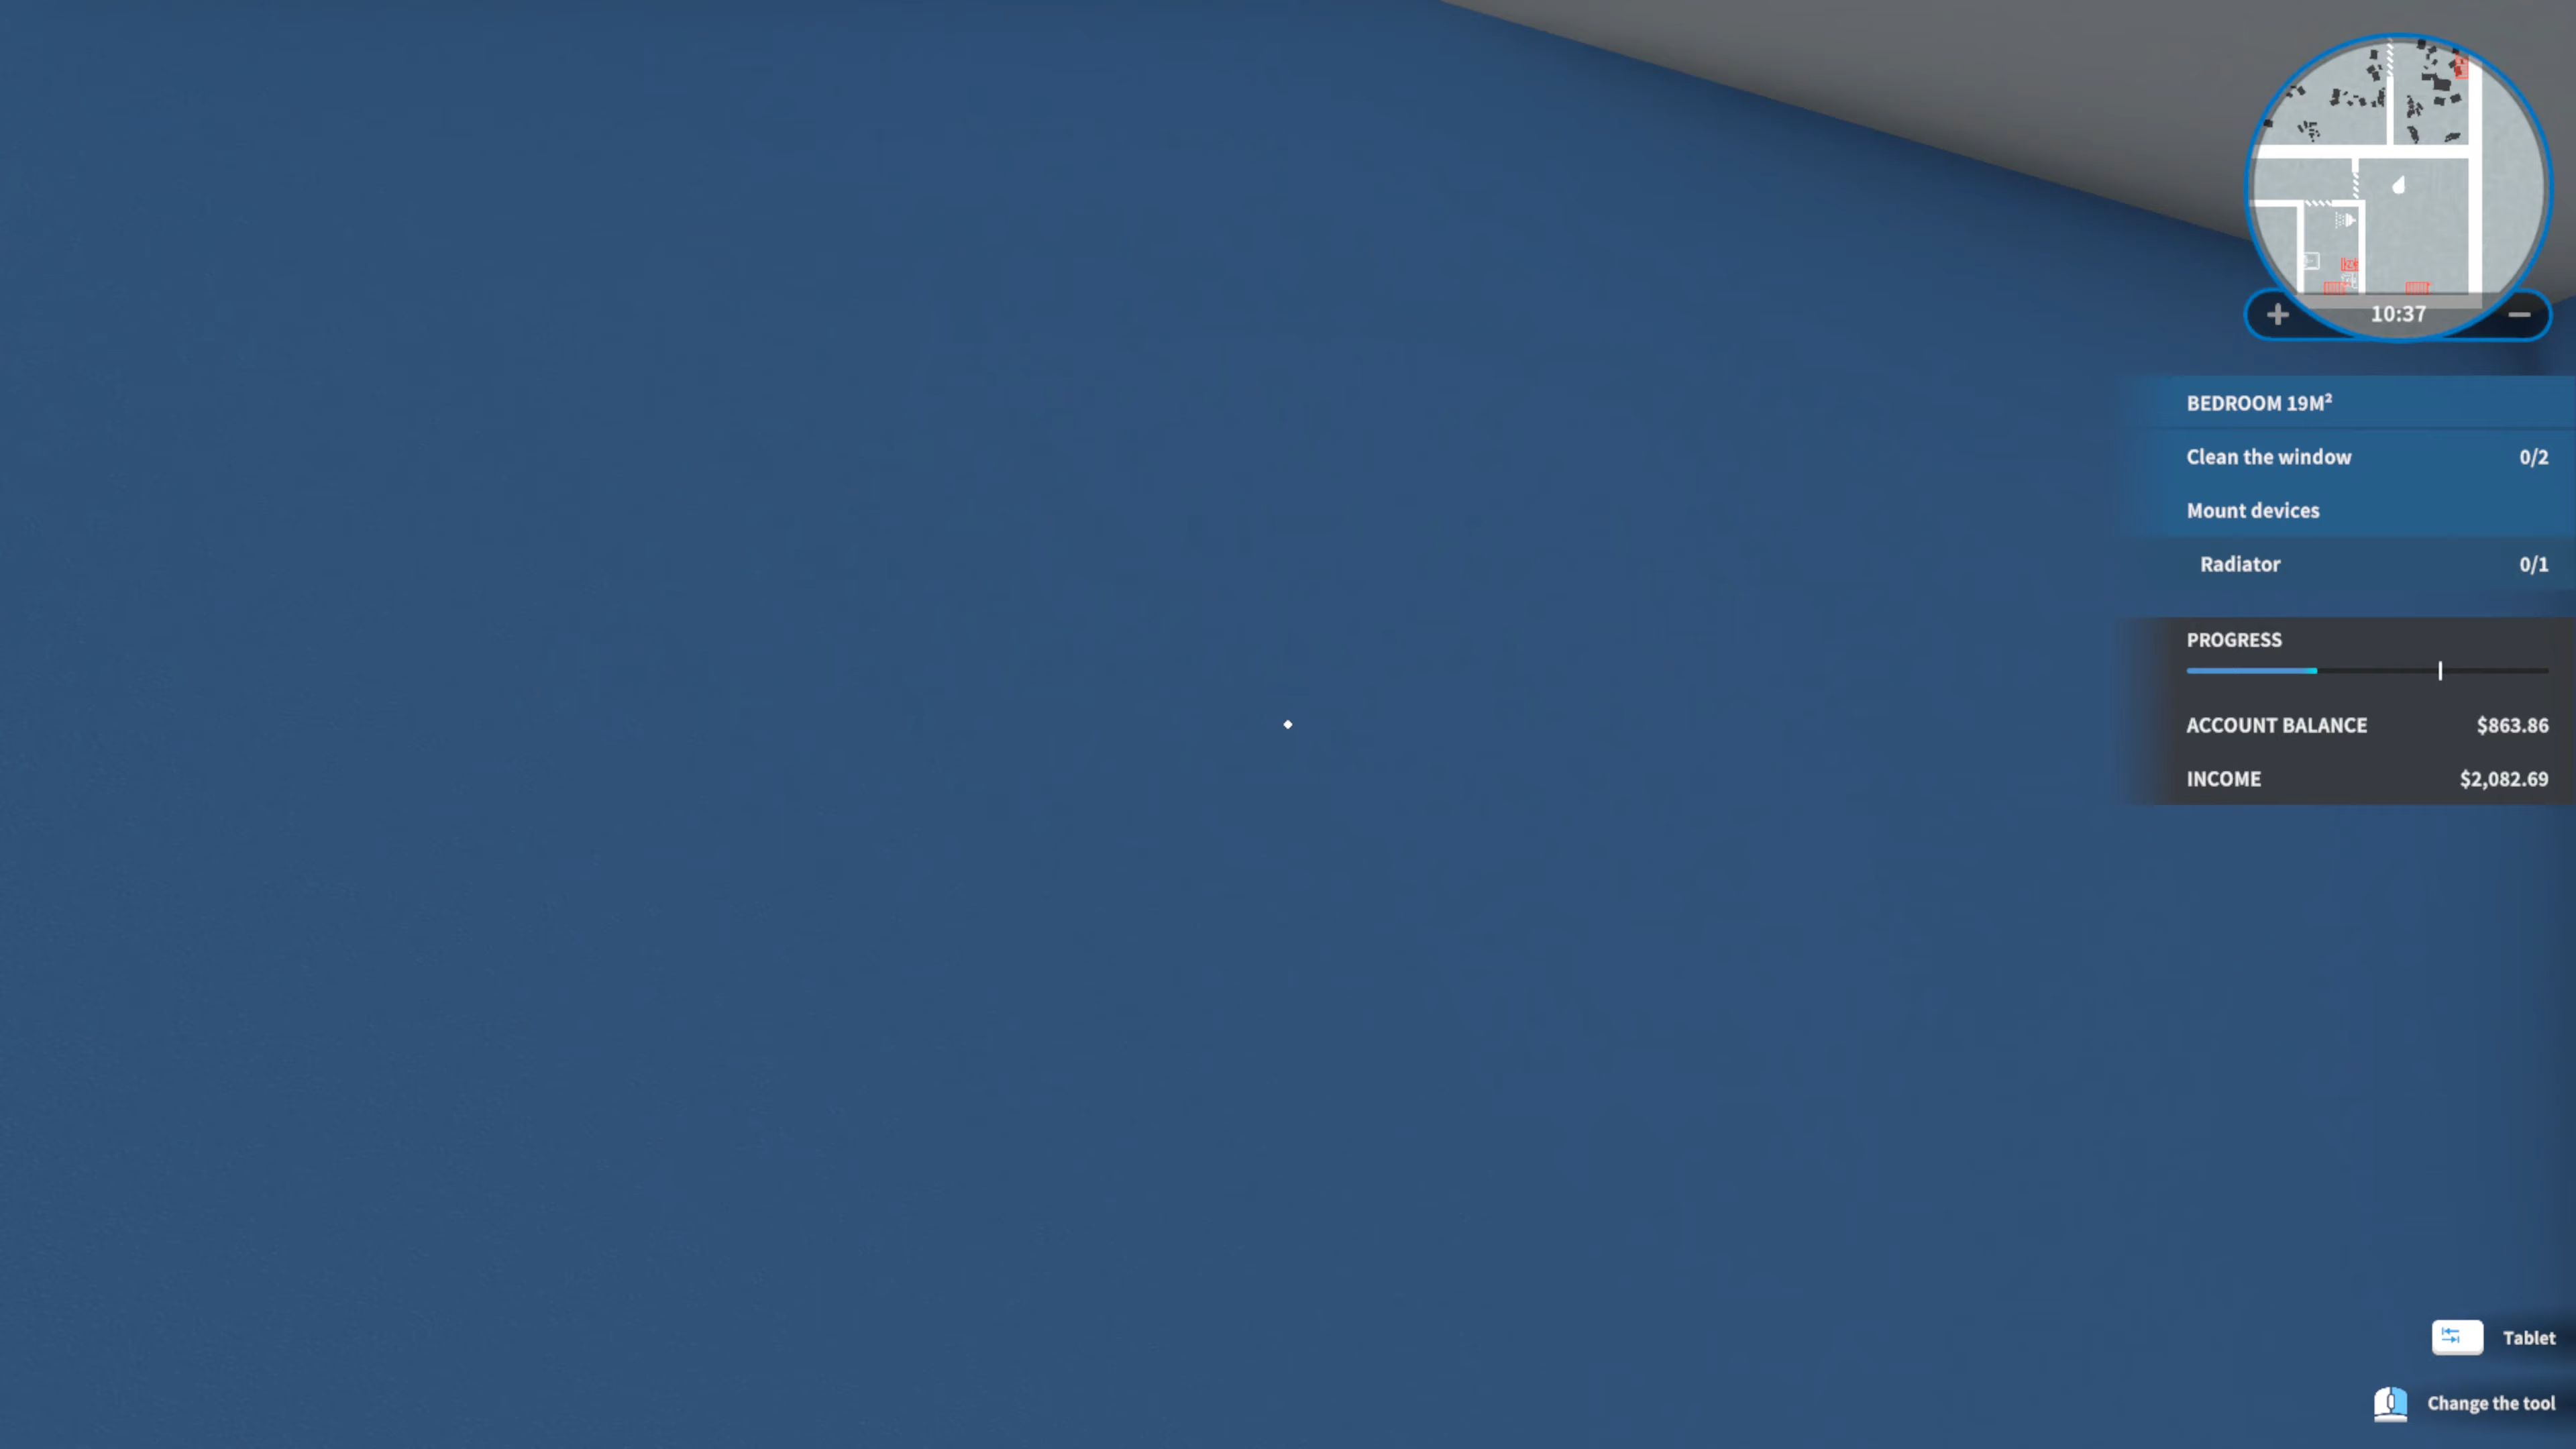 10:37
BEDROOM 19M²
Clean the window 0/2
Mount devices
Radiator 0/1
PROGRESS
ACCOUNT BALANCE $863.86
INCOME $2,082.69
Tablet
Change the tool